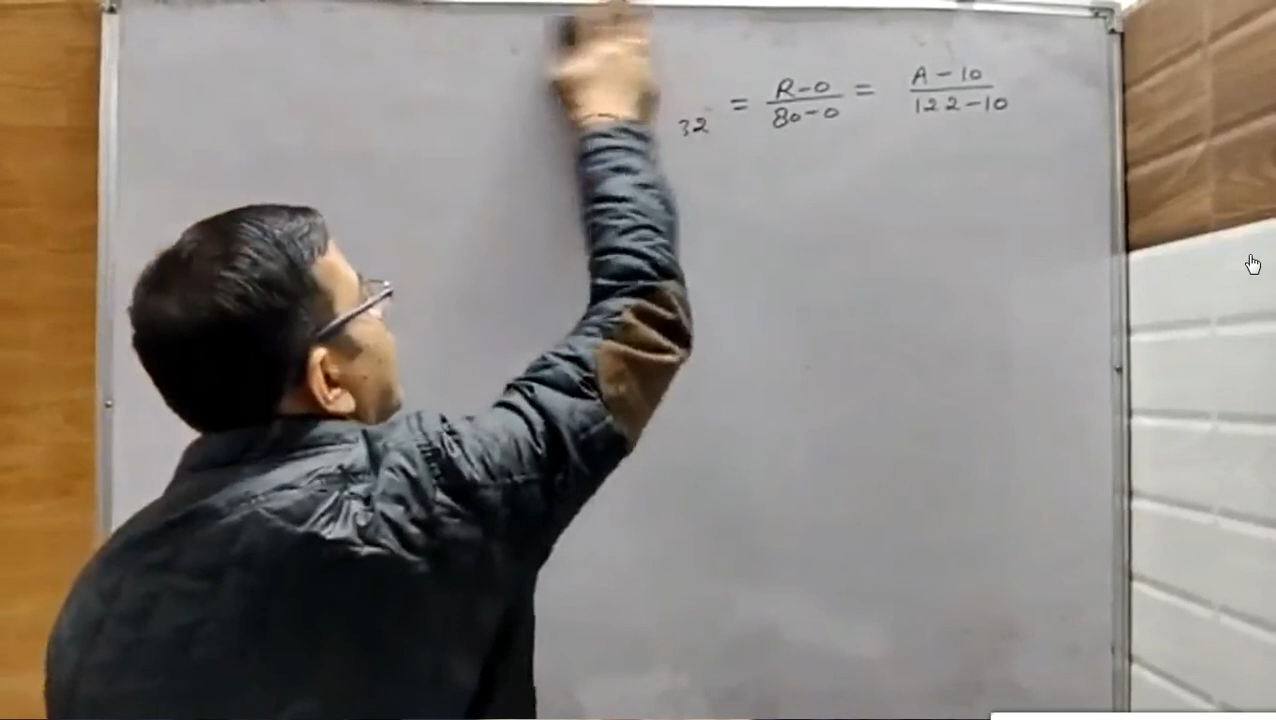 32 = R-0/80-0 = A-10/122-10